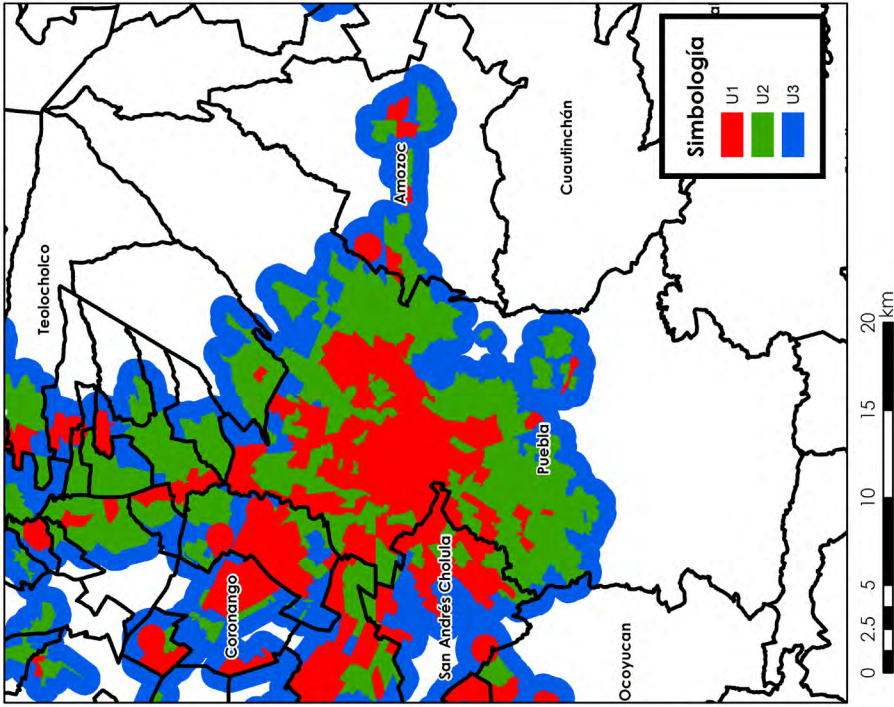 Teolocholco
Amozoc
Cuautinchán
Coronango
San Andrés Cholula
Puebla
Ocoyucan
Simbología
U1
U2
U3
0 2.5 5 10 15 20
km